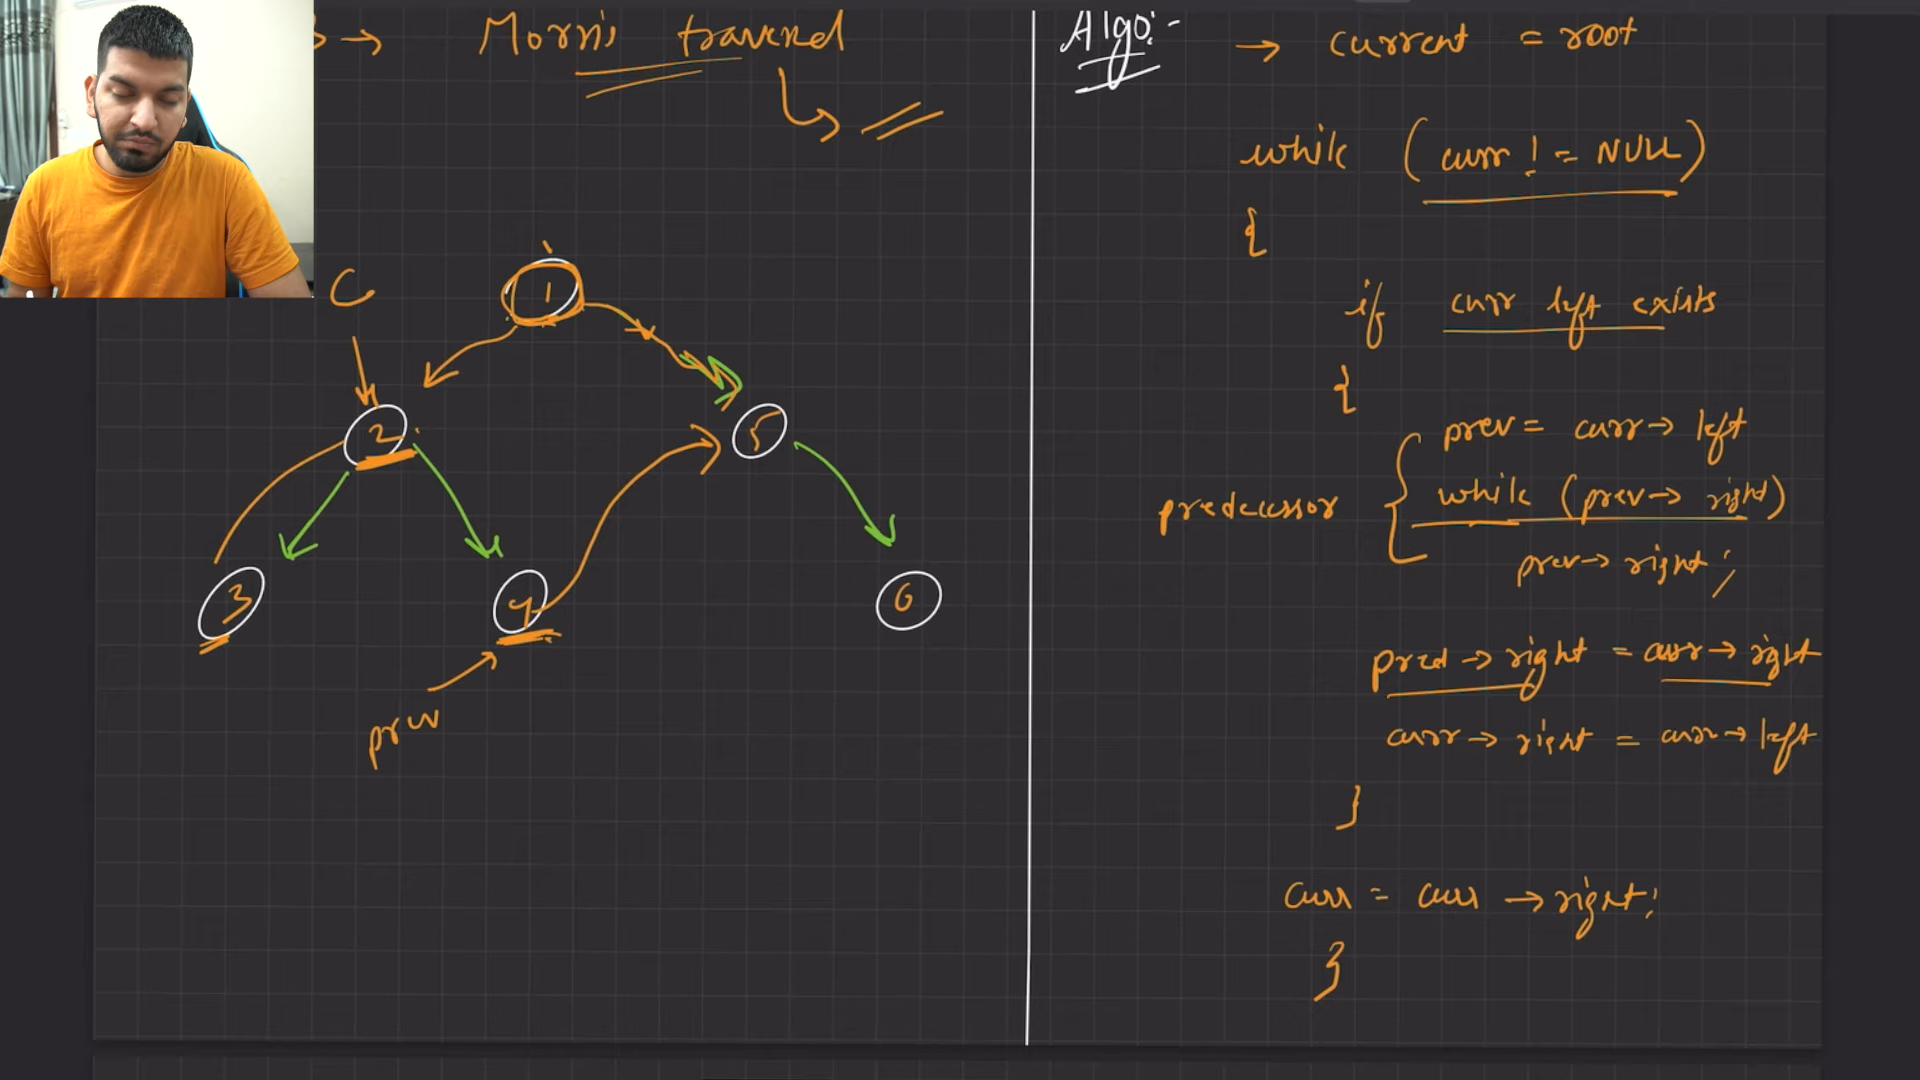 → Morris traversal
C
1
2
5
3
4
6
prev
Algo:-
→ current = root
while (curr != NULL)
{
if curr left exists
{
prev = curr → left
while (prev → right)
predecessor
prev → right;
pred → right = curr → right
curr → right = curr → left
}
curr = curr → right;
}